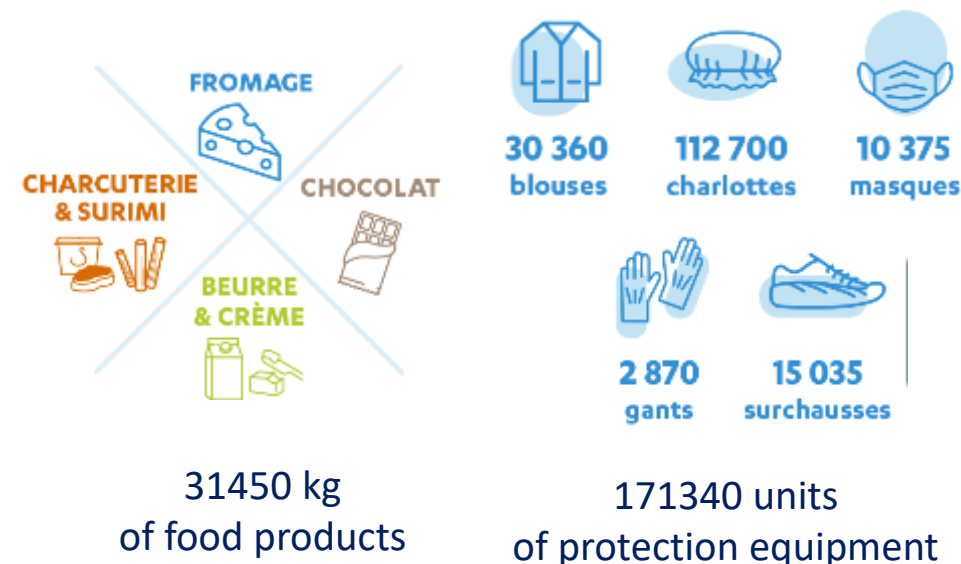 FROMAGE
CHARCUTERIE
& SURIMI
CHOCOLAT
BEURRE
& CRÈME
31450 kg
of food products
30 360
blouses
112 700
charlottes
10 375
masques
2 870
gants
15 035
surchausses
171340 units
of protection equipment